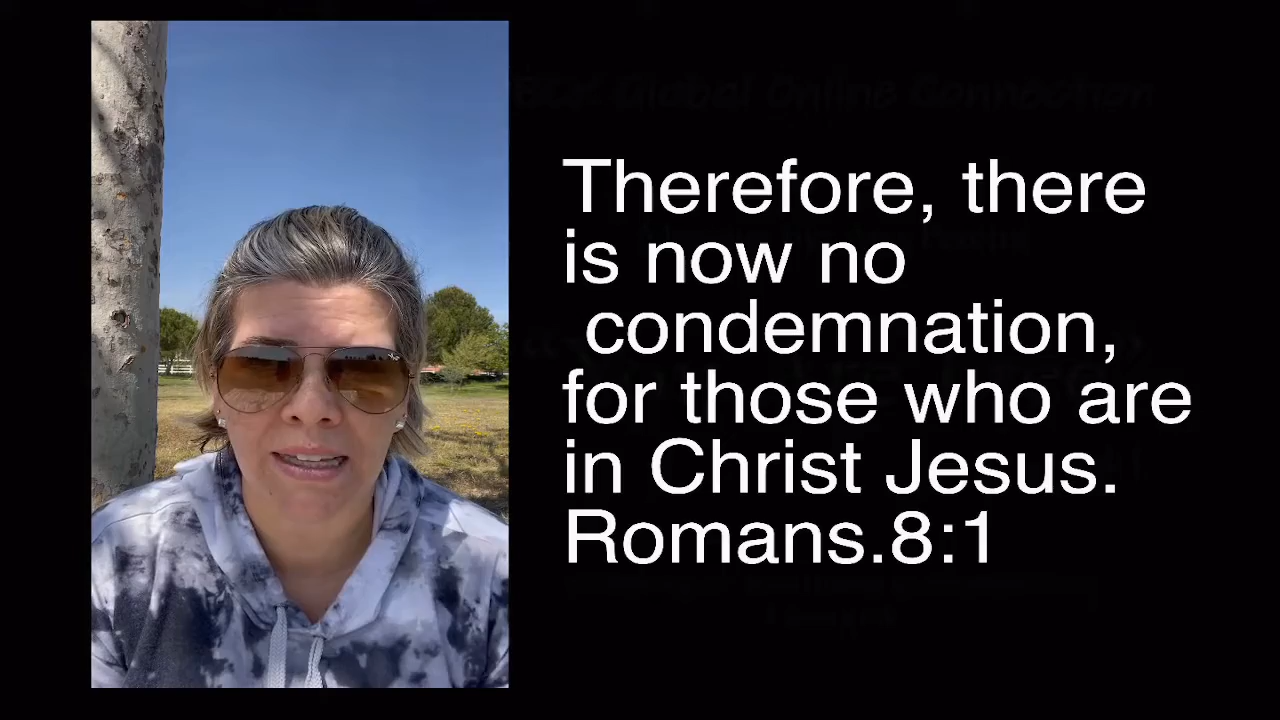 Therefore, there
is now no
condemnation,
for those who are
in Christ Jesus.
Romans.8:1